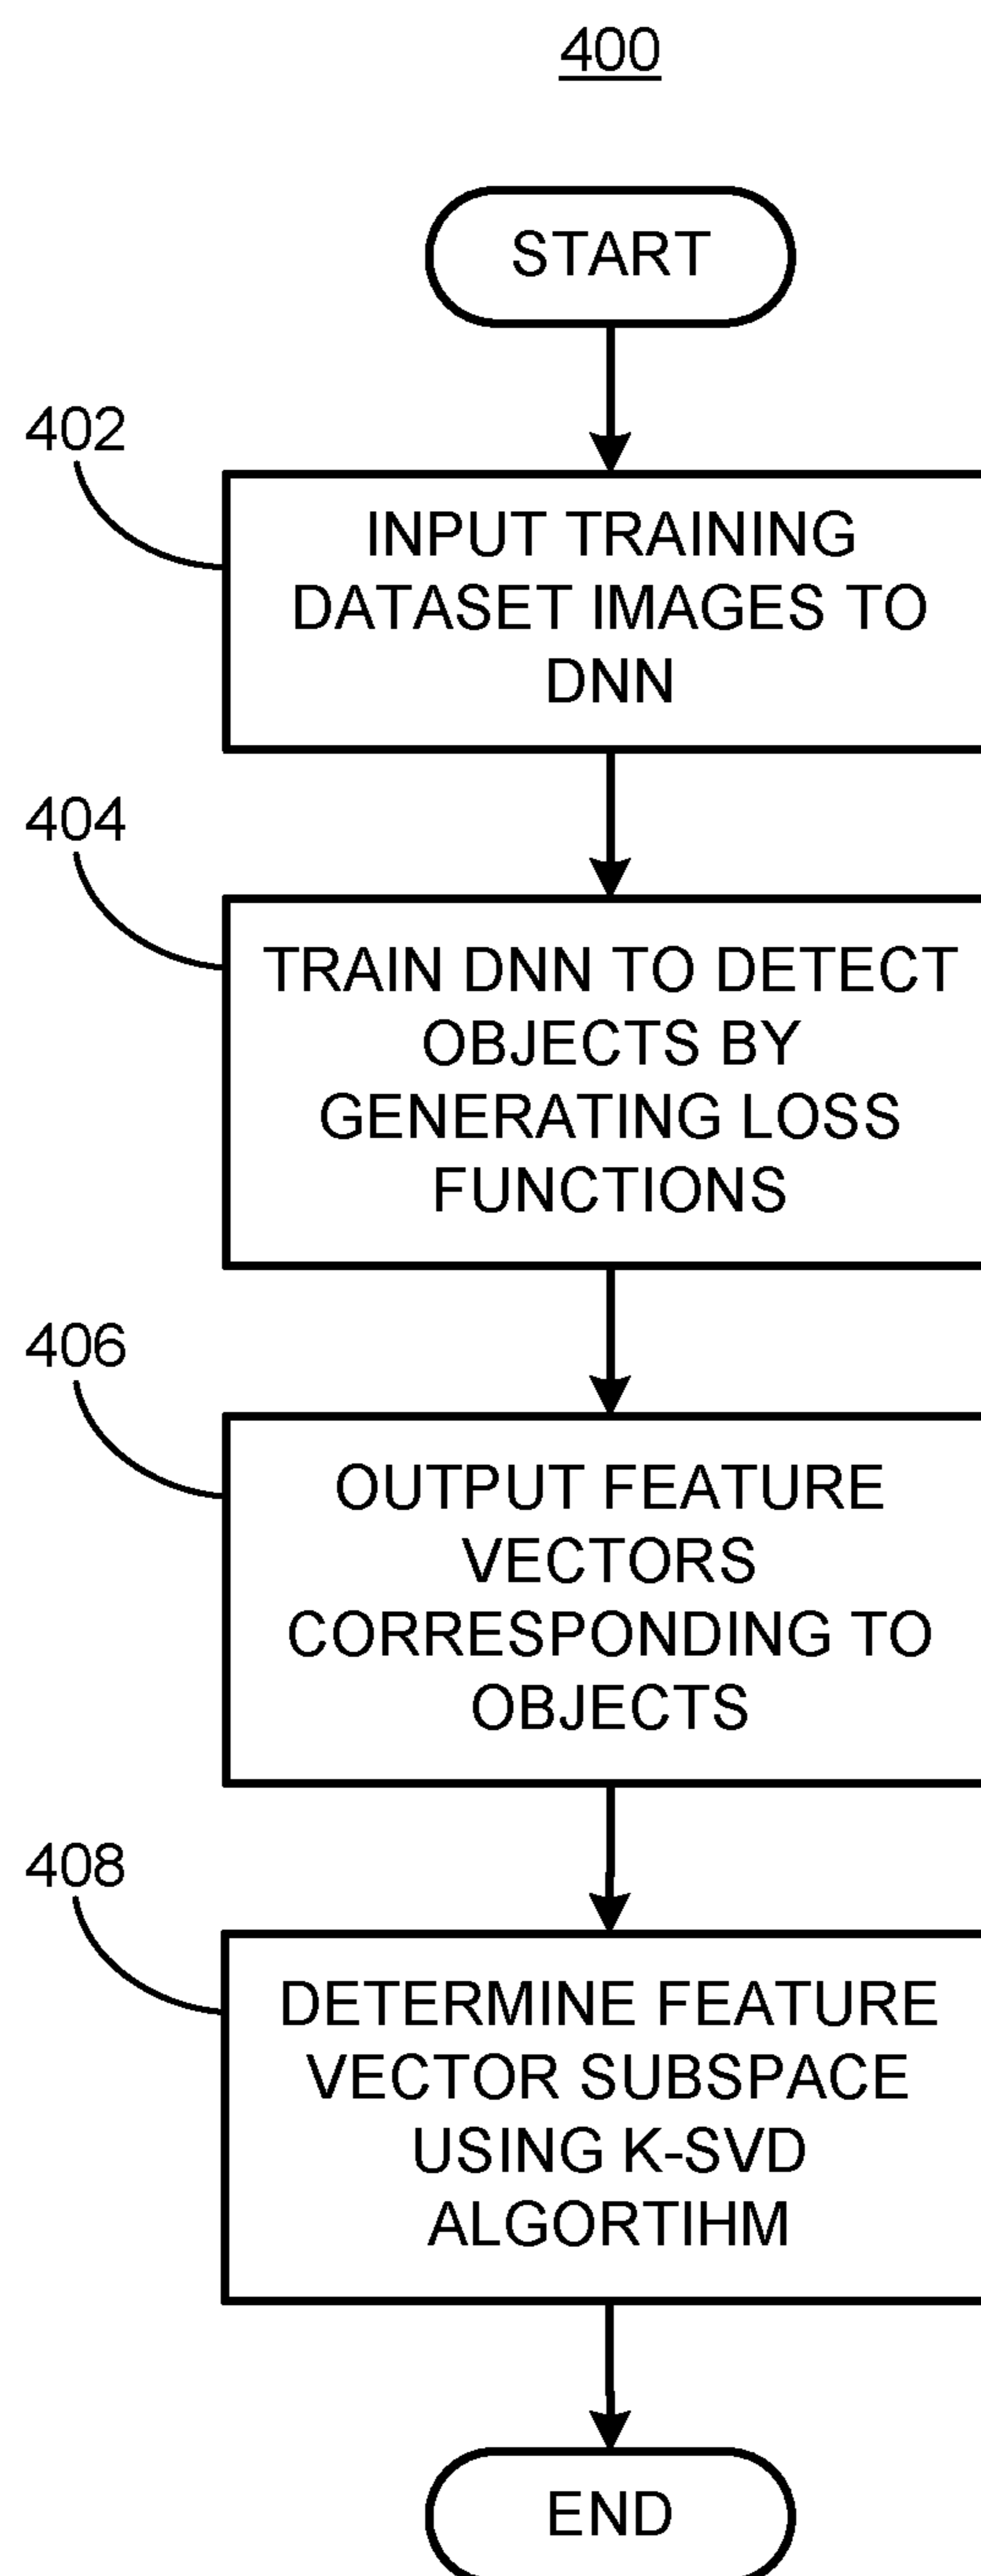 400
START
402
INPUT TRAINING
DATASET IMAGES TO
DNN
404
TRAIN DNN TO DETECT
OBJECTS BY
GENERATING LOSS
FUNCTIONS
406
OUTPUT FEATURE
VECTORS
CORRESPONDING TO
OBJECTS
408
DETERMINE FEATURE
VECTOR SUBSPACE
USING K-SVD
ALGORTIHM
END